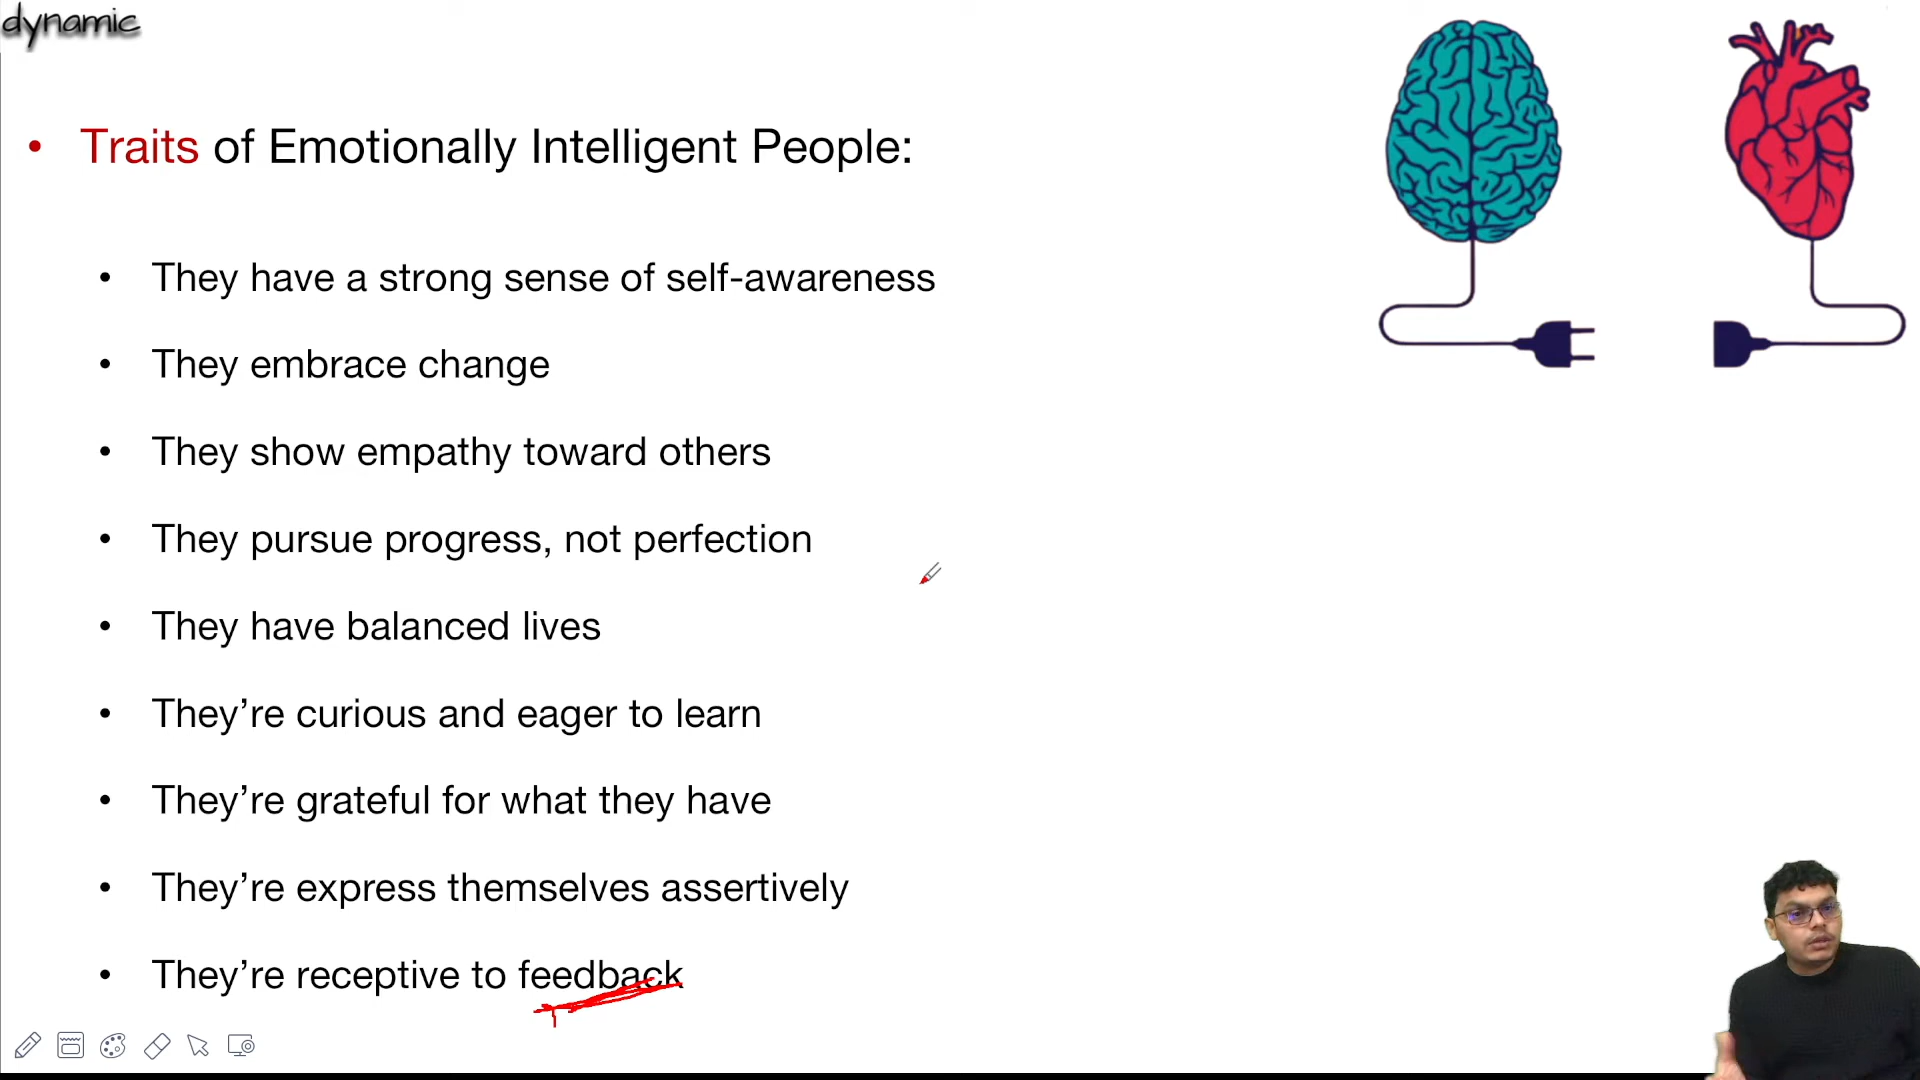 dynamic
• Traits of Emotionally Intelligent People:
• They have a strong sense of self-awareness
• They embrace change
• They show empathy toward others
• They pursue progress, not perfection
• They have balanced lives
• They’re curious and eager to learn
• They’re grateful for what they have
• They’re express themselves assertively
• They’re receptive to feedback